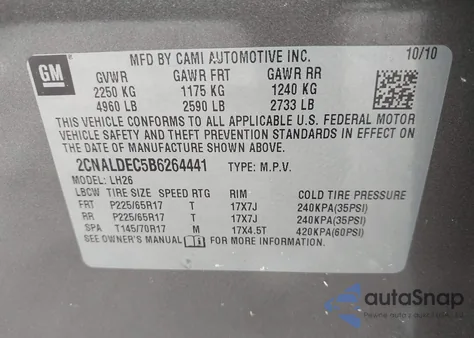 MFD BY CAMI AUTOMOTIVE INC. 10/10
GM
GVWR GAWR FRT GAWR RR
2250 KG 1175 KG 1240 KG
4960 LB 2590 LB 2733 LB
THIS VEHICLE CONFORMS TO ALL APPLICABLE U.S. FEDERAL MOTOR
VEHICLE SAFETY AND THEFT PREVENTION STANDARDS IN EFFECT ON
THE DATE OF MANUFACTURE SHOWN ABOVE.
2CNALDEC5B6264441 TYPE: M.P.V.
MODEL: LH26
LBCW TIRE SIZE SPEED RTG RIM COLD TIRE PRESSURE
FRT P225/65R17 T 17X7J 240KPA(35PSI)
RR P225/65R17 T 17X7J 240KPA(35PSI)
SPA T145/70R17 M 17X4.5T 420KPA(60PSI)
SEE OWNER'S MANUAL FOR MORE INFORMATION
autoSnap